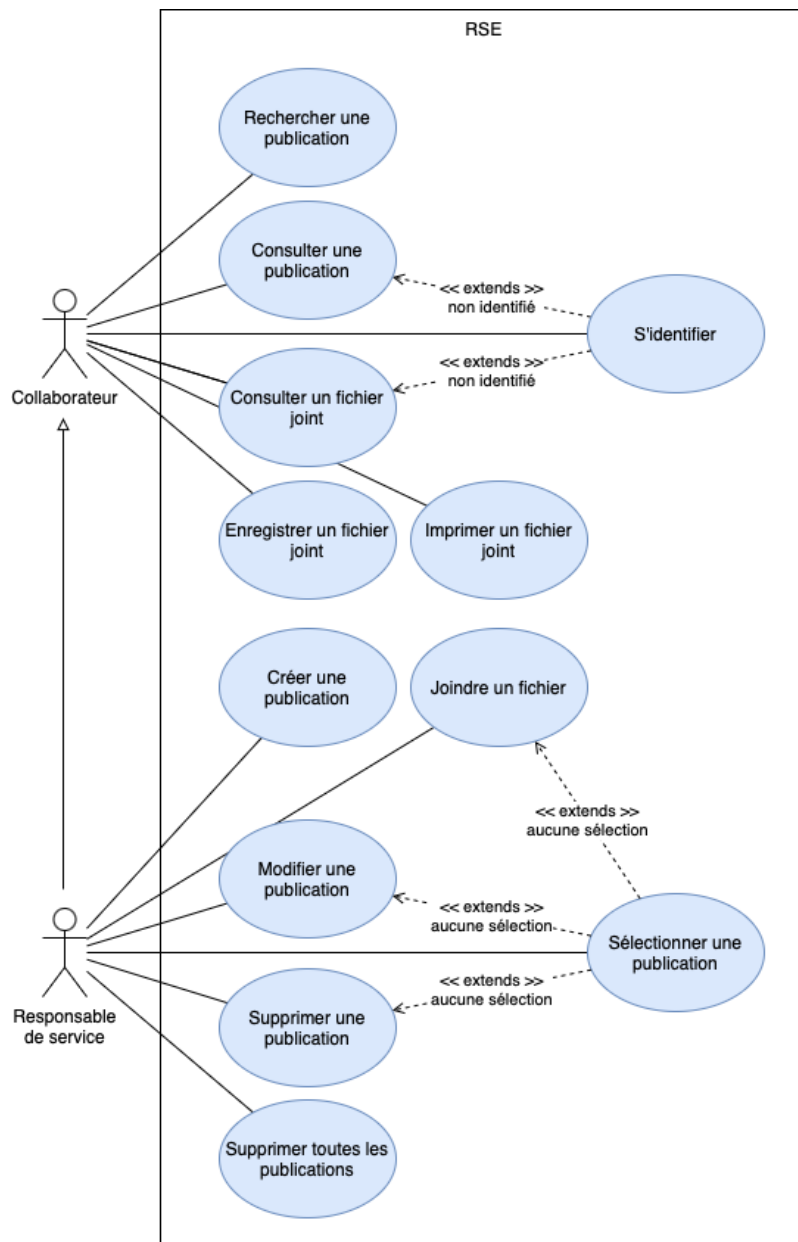 RSE
Rechercher une
publication
Consulter une
publication
<< extends >>
non identifié
S'identifier
Collaborateur
<< extends >>
non identifié
Consulter un fichier
joint
Enregistrer un fichier
joint
Imprimer un fichier
joint
Créer une
publication
Joindre un fichier
<< extends >>
aucune sélection
Modifier une
publication
<< extends >>
aucune sélection
Sélectionner une
publication
<< extends >>
aucune sélection
Responsable
de service
Supprimer une
publication
Supprimer toutes les
publications